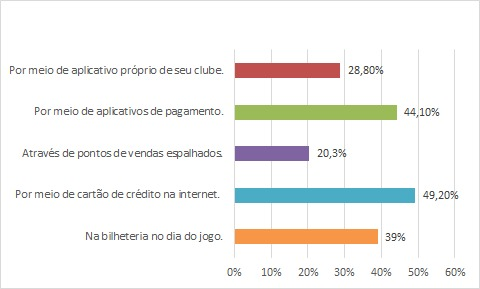 Por meio de aplicativo próprio de seu clube. 28,80%
Por meio de aplicativos de pagamento. 44,10%
Através de pontos de vendas espalhados. 20,3%
Por meio de cartão de crédito na internet. 49,20%
Na bilheteria no dia do jogo. 39%
0% 10% 20% 30% 40% 50% 60%